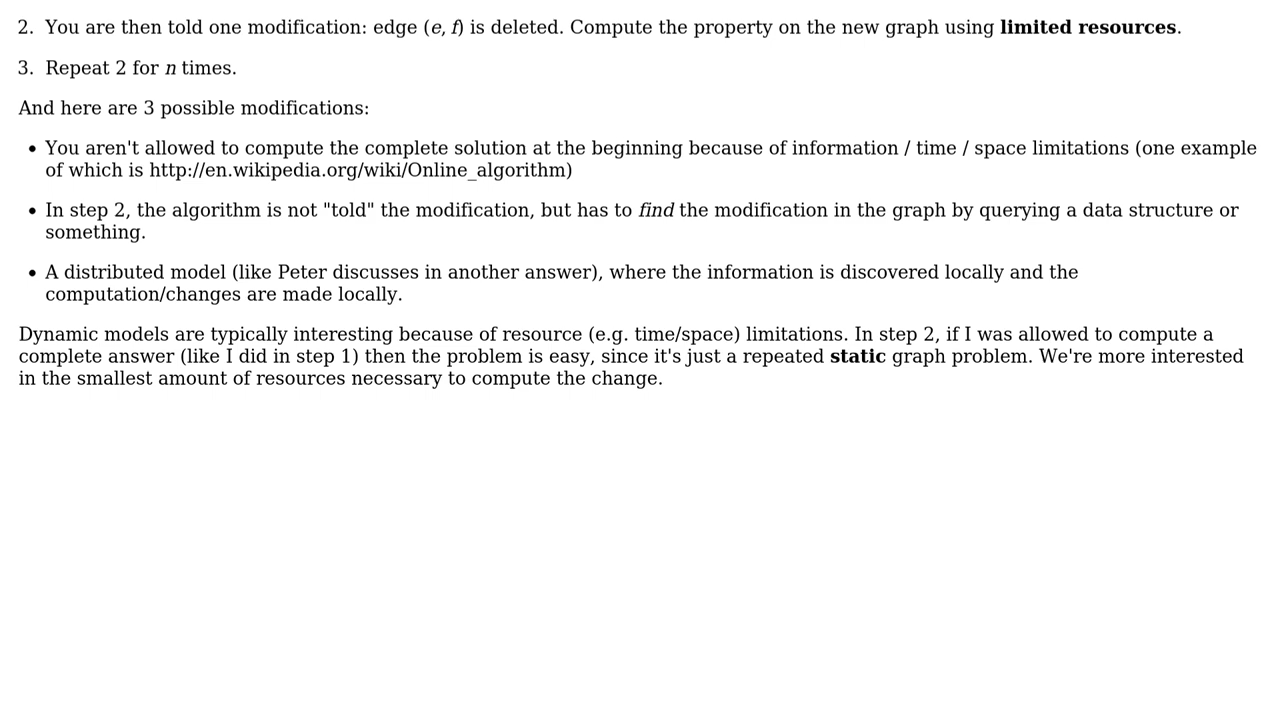 2. You are then told one modification: edge (e, f) is deleted. Compute the property on the new graph using limited resources.
3. Repeat 2 for n times.
And here are 3 possible modifications:
• You aren't allowed to compute the complete solution at the beginning because of information / time / space limitations (one example
of which is http://en.wikipedia.org/wiki/Online_algorithm)
• In step 2, the algorithm is not "told" the modification, but has to find the modification in the graph by querying a data structure or
something.
• A distributed model (like Peter discusses in another answer), where the information is discovered locally and the
computation/changes are made locally.
Dynamic models are typically interesting because of resource (e.g. time/space) limitations. In step 2, if I was allowed to compute a
complete answer (like I did in step 1) then the problem is easy, since it's just a repeated static graph problem. We're more interested
in the smallest amount of resources necessary to compute the change.